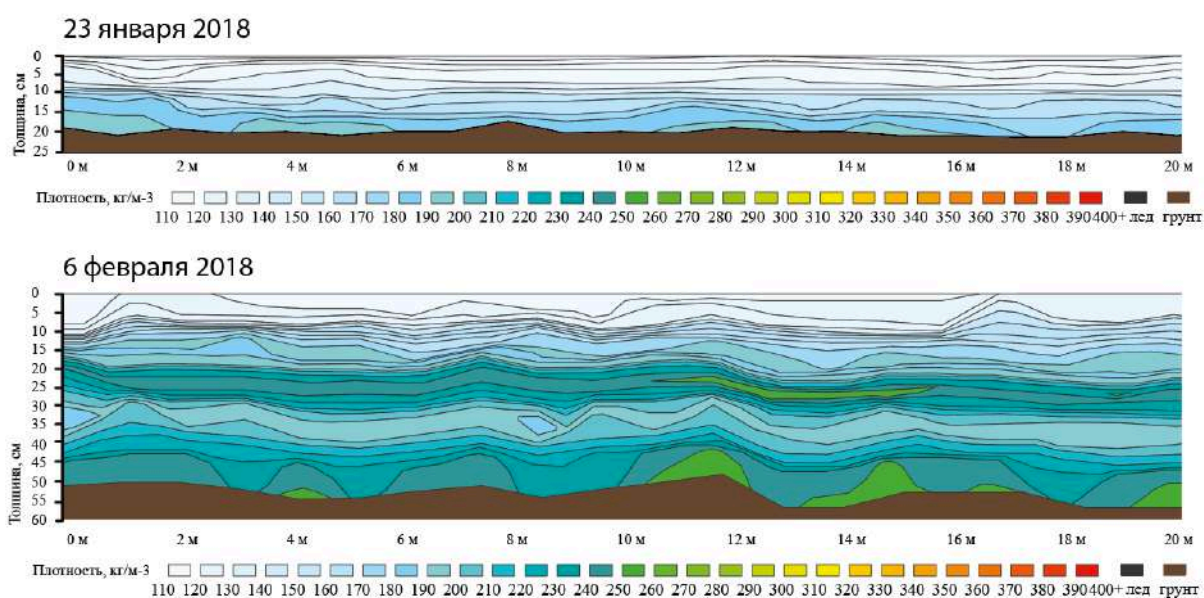 23 января 2018
Толщина, см
0
5
10
15
20
25
0 м 2 м 4 м 6 м 8 м 10 м 12 м 14 м 16 м 18 м 20 м
Плотность, кг/м-3
110 120 130 140 150 160 170 180 190 200 210 220 230 240 250 260 270 280 290 300 310 320 330 340 350 360 370 380 390 400+ лед грунт
6 февраля 2018
Толщина, см
0
5
10
15
20
25
30
35
40
45
50
55
60
0 м 2 м 4 м 6 м 8 м 10 м 12 м 14 м 16 м 18 м 20 м
Плотность, кг/м-3
110 120 130 140 150 160 170 180 190 200 210 220 230 240 250 260 270 280 290 300 310 320 330 340 350 360 370 380 390 400+ лед грунт